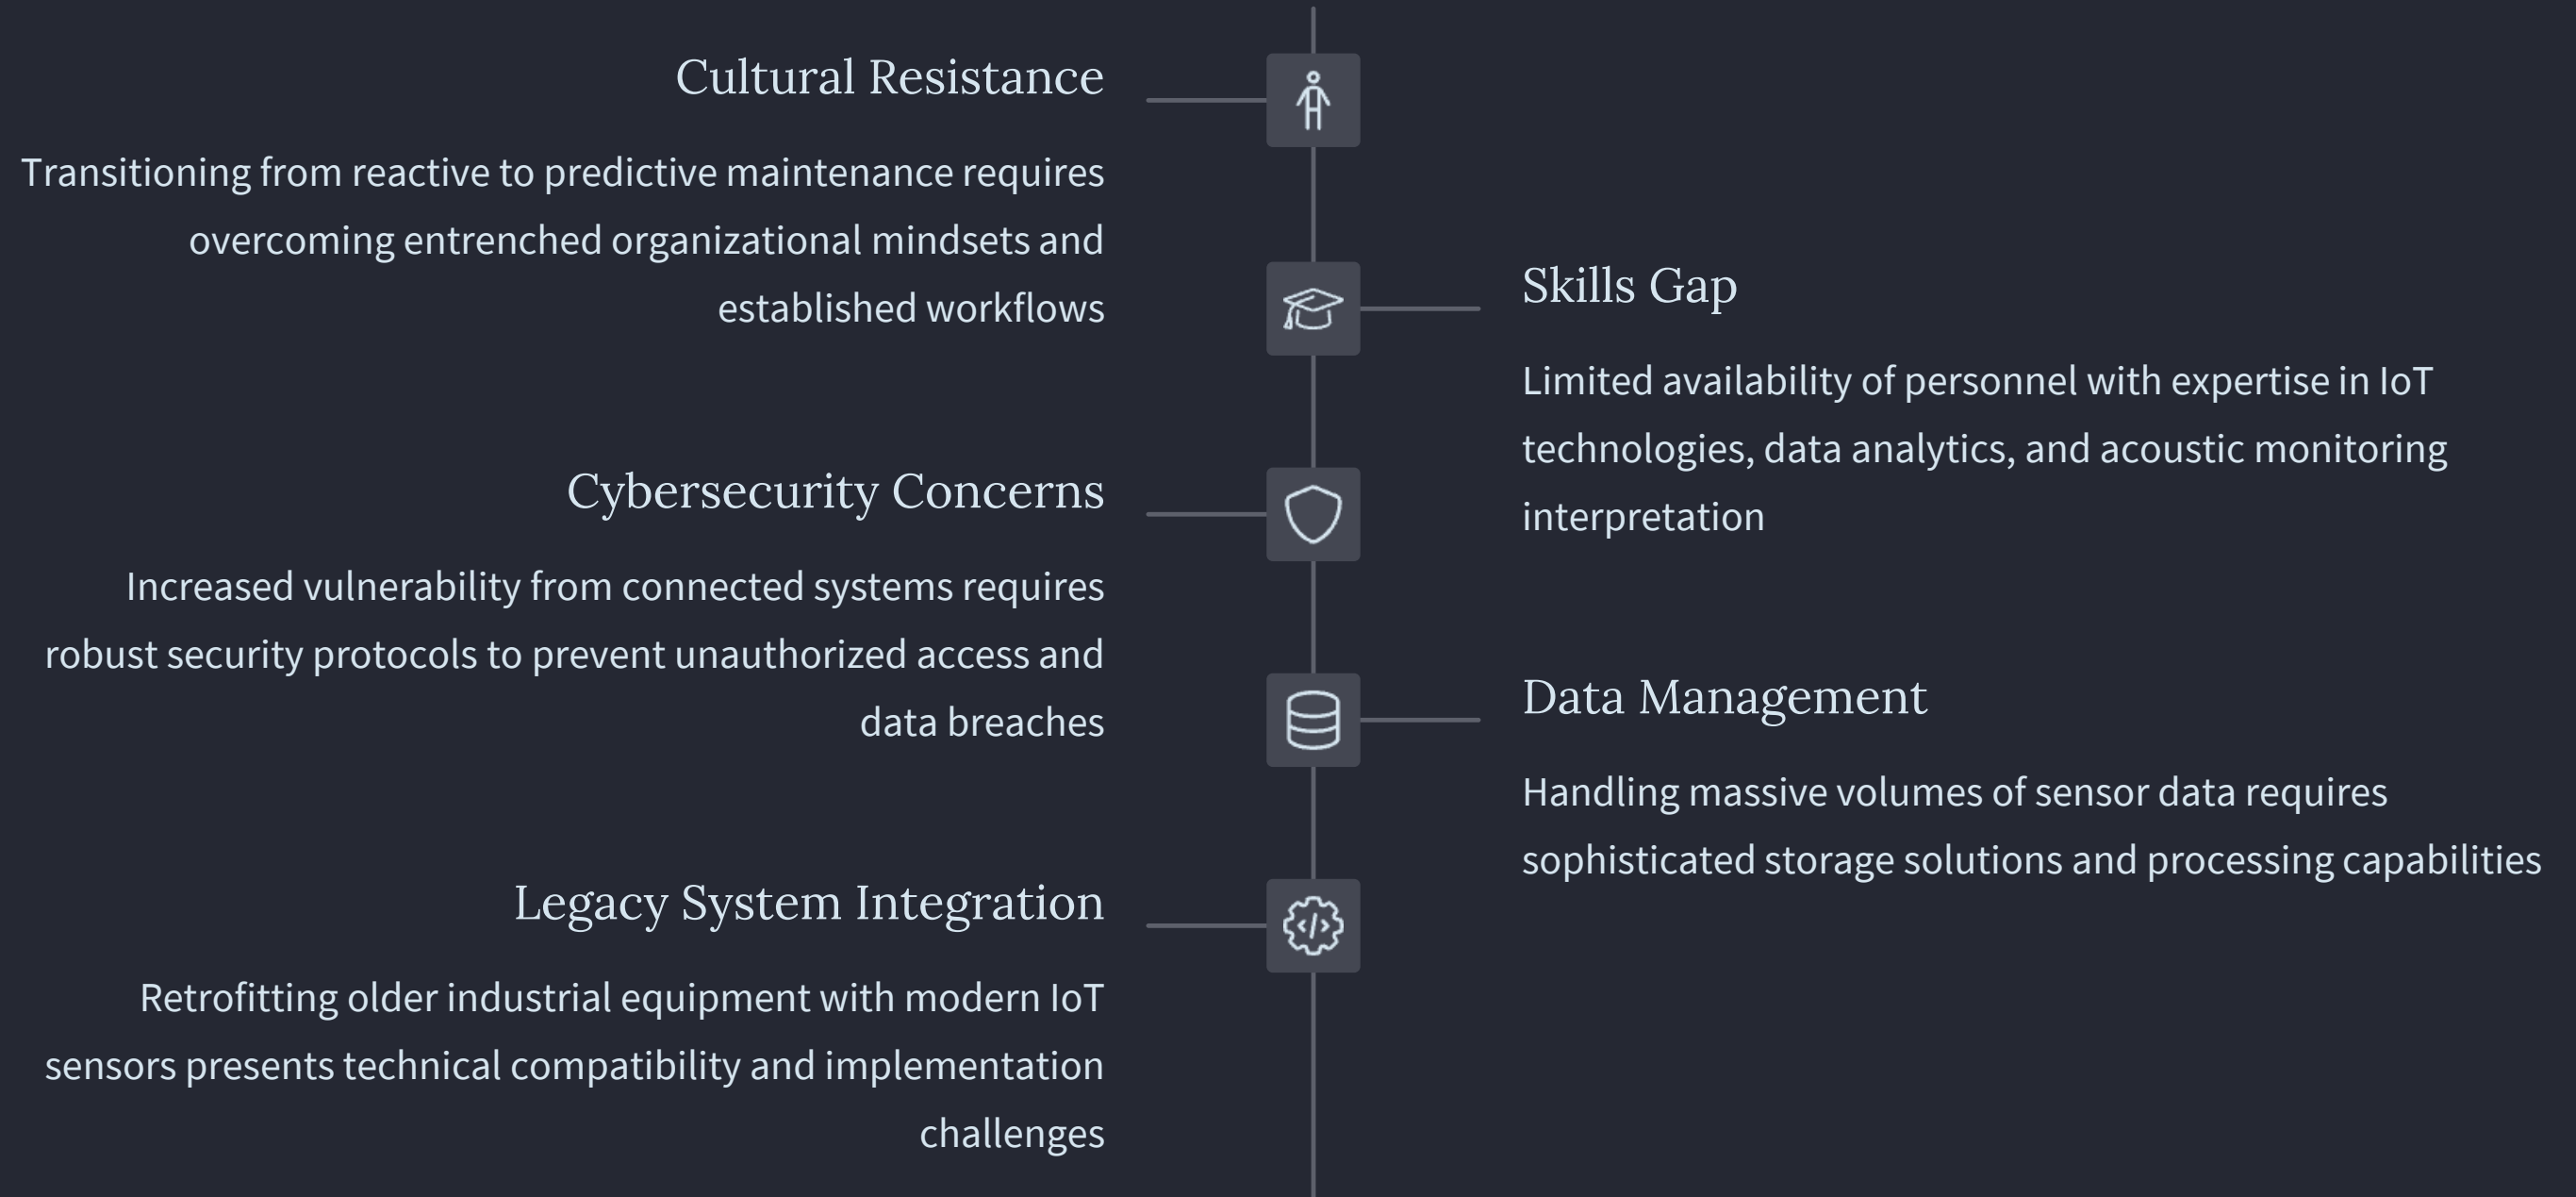 Cultural Resistance
Transitioning from reactive to predictive maintenance requires
overcoming entrenched organizational mindsets and
established workflows
Skills Gap
Limited availability of personnel with expertise in IoT
technologies, data analytics, and acoustic monitoring
interpretation
Cybersecurity Concerns
Increased vulnerability from connected systems requires
robust security protocols to prevent unauthorized access and
data breaches
Data Management
Handling massive volumes of sensor data requires
sophisticated storage solutions and processing capabilities
Legacy System Integration
Retrofitting older industrial equipment with modern IoT
sensors presents technical compatibility and implementation
challenges